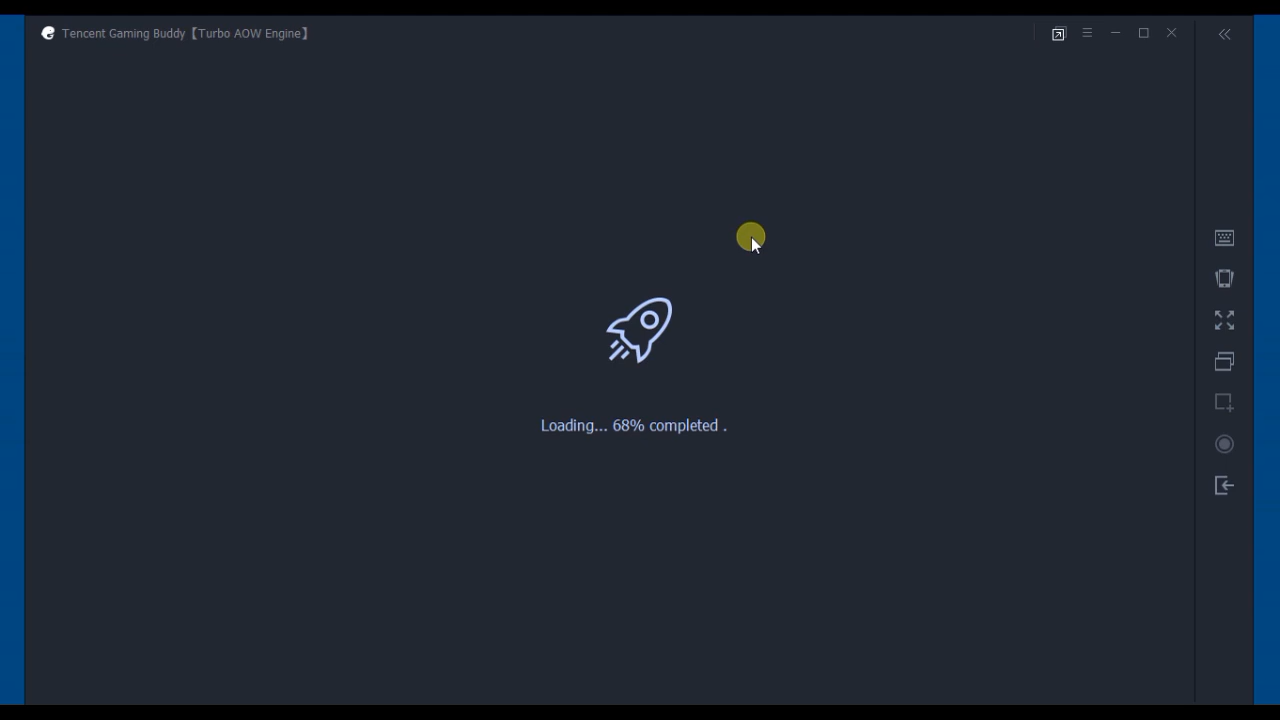 Tencent Gaming Buddy【Turbo AOW Engine】
Loading... 68% completed .